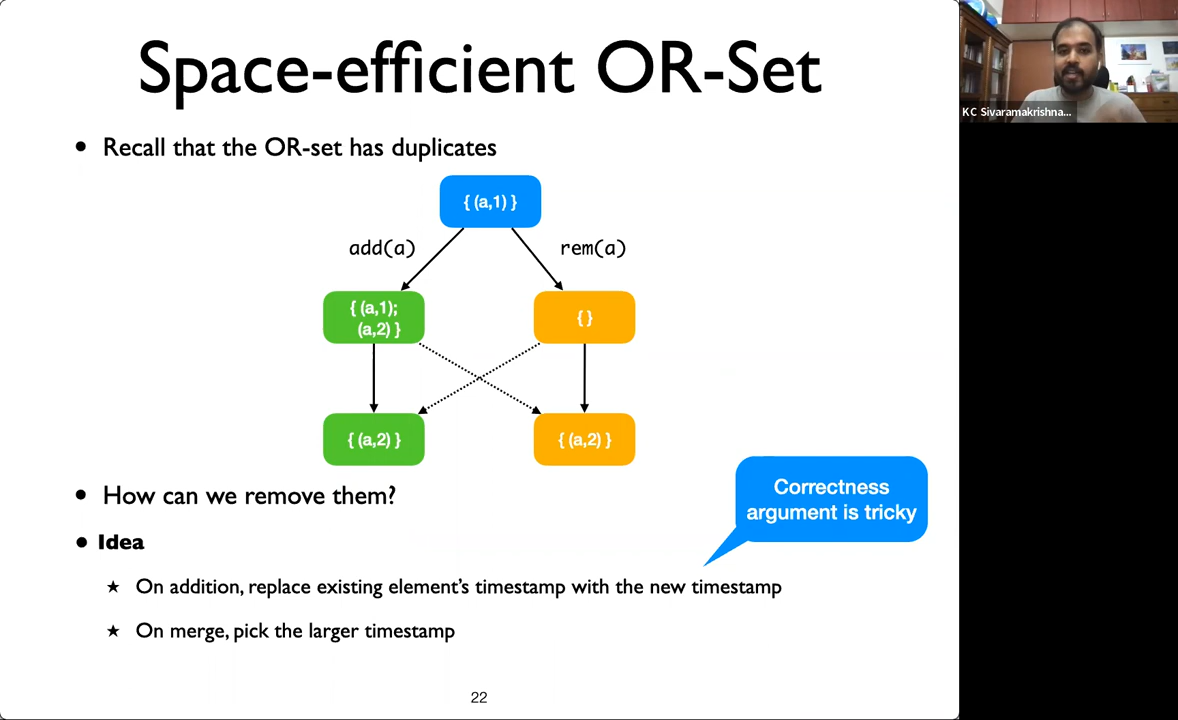 Space-efficient OR-Set
KC Sivaramakrishna...
• Recall that the OR-set has duplicates
{ (a,1) }
add(a)
rem(a)
{ (a,1);
(a,2) }
{ }
{ (a,2) }
{ (a,2) }
• How can we remove them?
Correctness
argument is tricky
• Idea
★ On addition, replace existing element's timestamp with the new timestamp
★ On merge, pick the larger timestamp
22